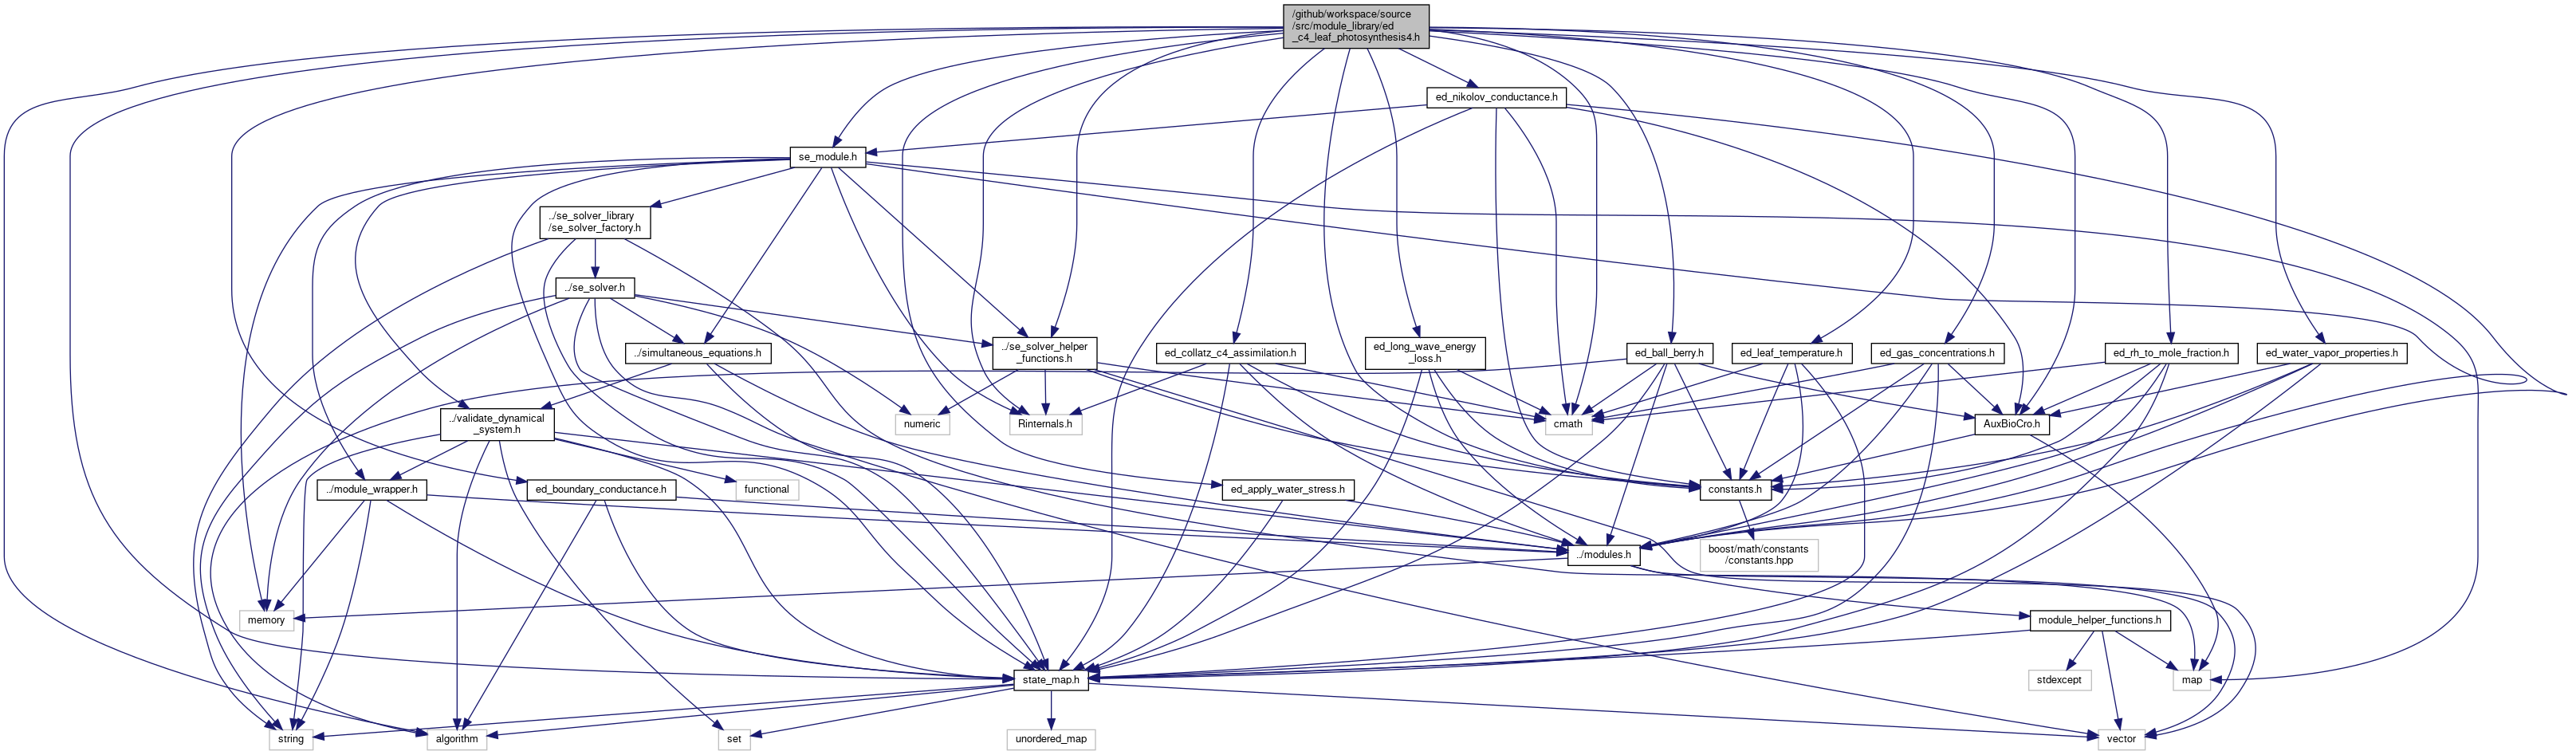 /github/workspace/source
/src/module_library/ed
_c4_leaf_photosynthesis4.h
ed_nikolov_conductance.h
se_module.h
../se_solver_library
/se_solver_factory.h
../se_solver.h
../simultaneous_equations.h
../se_solver_helper
_functions.h
ed_collatz_c4_assimilation.h
ed_long_wave_energy
_loss.h
ed_ball_berry.h
ed_leaf_temperature.h
ed_gas_concentrations.h
ed_rh_to_mole_fraction.h
ed_water_vapor_properties.h
../validate_dynamical
_system.h
numeric
Rinternals.h
cmath
AuxBioCro.h
../module_wrapper.h
ed_boundary_conductance.h
functional
ed_apply_water_stress.h
constants.h
../modules.h
boost/math/constants
/constants.hpp
memory
module_helper_functions.h
state_map.h
stdexcept
map
string
algorithm
set
unordered_map
vector